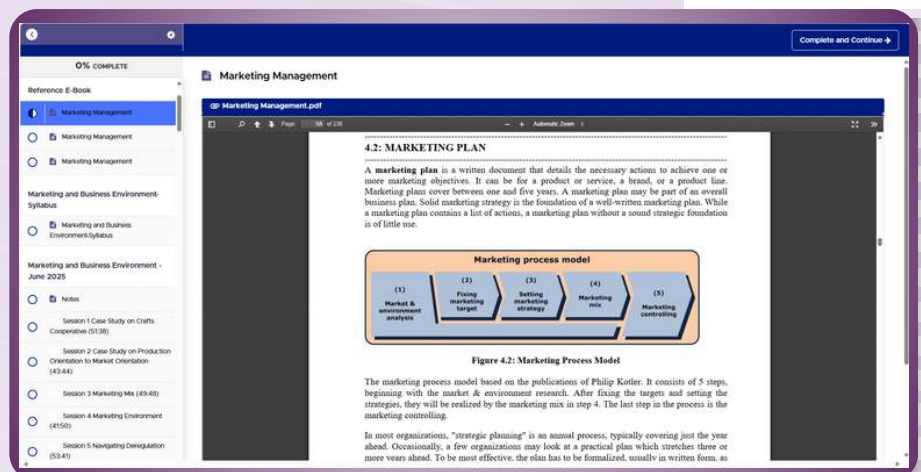 Complete and Continue →
0% COMPLETE
Reference E-Book
Marketing Management
Marketing Management
Marketing Management
Marketing and Business Environment-
Syllabus
Marketing and Business
Environment-Syllabus
Marketing and Business Environment -
June 2025
Notes
Session 1 Case Study on Crafts
Cooperative (51:38)
Session 2 Case Study on Production
Orientation to Market Orientation
(43:44)
Session 3 Marketing Mix (49:48)
Session 4 Marketing Environment
(41:50)
Session 5 Navigating Deregulation
(53:41)
Marketing Management
Marketing Management.pdf
Page: 58 of 226
Automatic Zoom
4.2: MARKETING PLAN
A marketing plan is a written document that details the necessary actions to achieve one or
more marketing objectives. It can be for a product or service, a brand, or a product line.
Marketing plans cover between one and five years. A marketing plan may be part of an overall
business plan. Solid marketing strategy is the foundation of a well-written marketing plan. While
a marketing plan contains a list of actions, a marketing plan without a sound strategic foundation
is of little use.
Marketing process model
(1)
Market &
environment
analysis
(2)
Fixing
marketing
target
(3)
Setting
marketing
strategy
(4)
Marketing
mix
(5)
Marketing
controlling
Figure 4.2: Marketing Process Model
The marketing process model based on the publications of Philip Kotler. It consists of 5 steps,
beginning with the market & environment research. After fixing the targets and setting the
strategies, they will be realized by the marketing mix in step 4. The last step in the process is the
marketing controlling.
In most organizations, "strategic planning" is an annual process, typically covering just the year
ahead. Occasionally, a few organizations may look at a practical plan which stretches three or
more years ahead. To be most effective, the plan has to be formalized, usually in written form, as